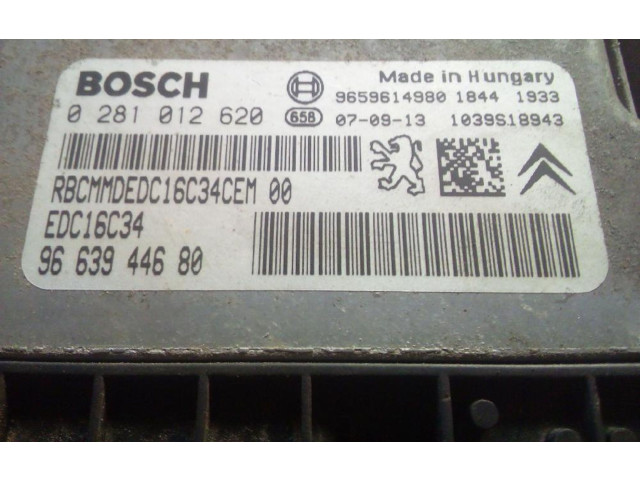 BOSCH
Made in Hungary
9659614980 1844 1933
0 281 012 620
658 07-09-13 1039S18943
RBCMMDEDC16C34CEM 00
EDC16C34
96 639 446 80